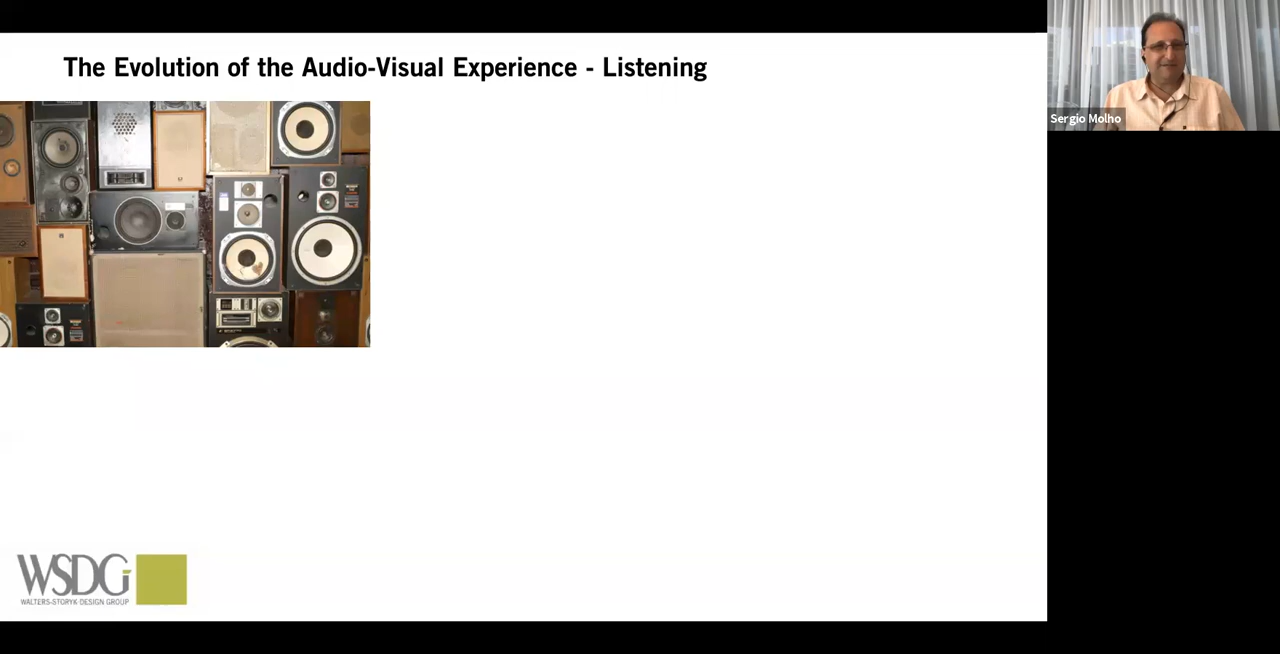 The Evolution of the Audio-Visual Experience - Listening
Sergio Molho
WSDG
WALTERS-STORYK DESIGN GROUP